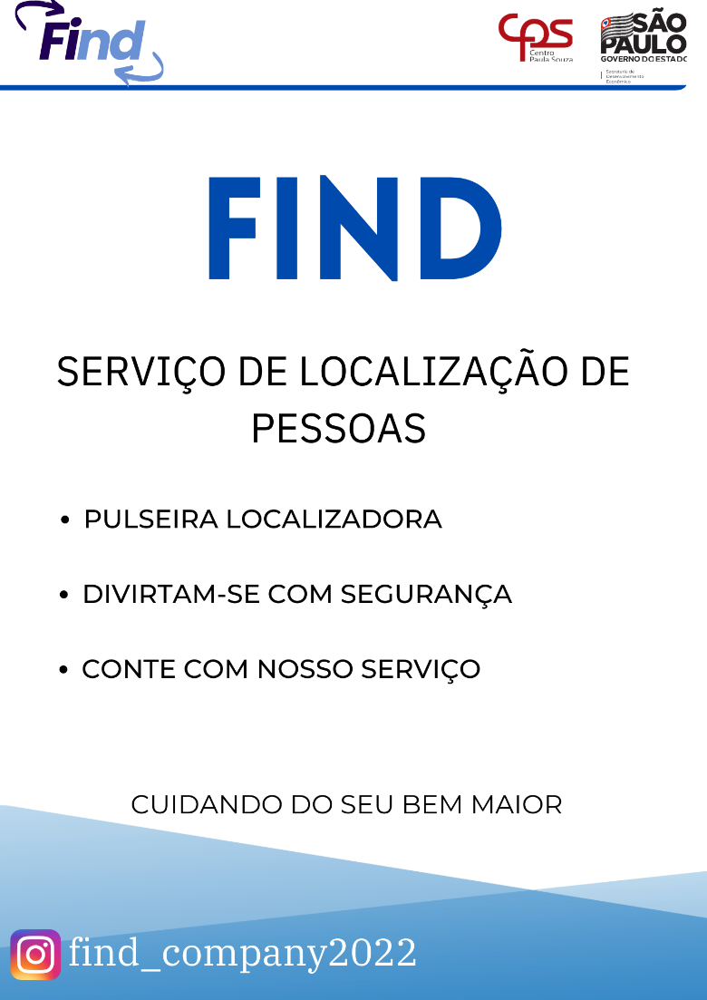 Find
cps
Centro
Paula Souza
SÃO
PAULO
GOVERNO DO ESTADO
Secretaria de
Desenvolvimento
Econômico
FIND
SERVIÇO DE LOCALIZAÇÃO DE
PESSOAS
• PULSEIRA LOCALIZADORA
• DIVIRTAM-SE COM SEGURANÇA
• CONTE COM NOSSO SERVIÇO
CUIDANDO DO SEU BEM MAIOR
find_company2022